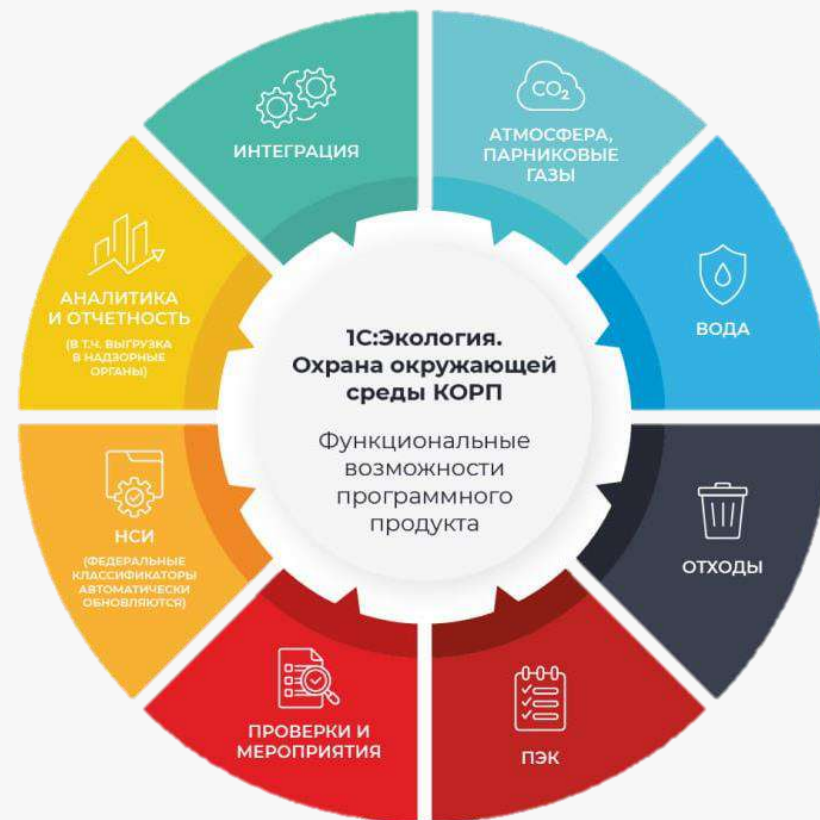 ИНТЕГРАЦИЯ
CO₂
АТМОСФЕРА,
ПАРНИКОВЫЕ
ГАЗЫ
ВОДА
ОТХОДЫ
ПЭК
ПРОВЕРКИ И
МЕРОПРИЯТИЯ
НСИ
(ФЕДЕРАЛЬНЫЕ
КЛАССИФИКАТОРЫ
АВТОМАТИЧЕСКИ
ОБНОВЛЯЮТСЯ)
АНАЛИТИКА
И ОТЧЕТНОСТЬ
(В Т.Ч. ВЫГРУЗКА
В НАДЗОРНЫЕ
ОРГАНЫ)
1С:Экология.
Охрана окружающей
среды КОРП
Функциональные
возможности
программного
продукта